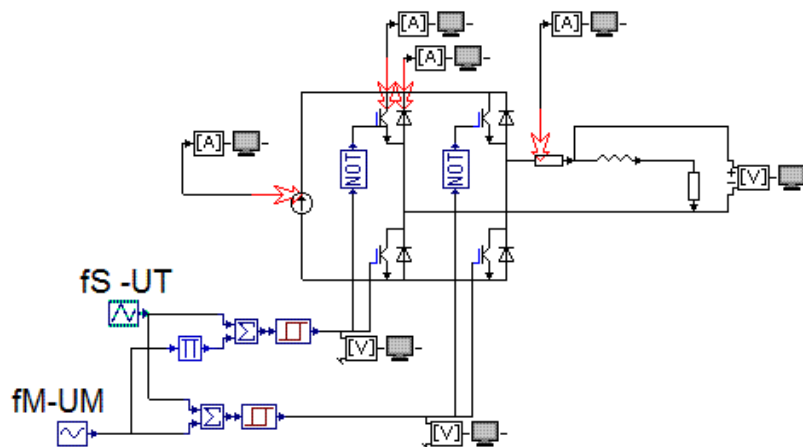 [A]
[A]
[A]
[A]
NOT
NOT
[V]
fS -UT
Σ
Π
[V]
fM-UM
Σ
[V]